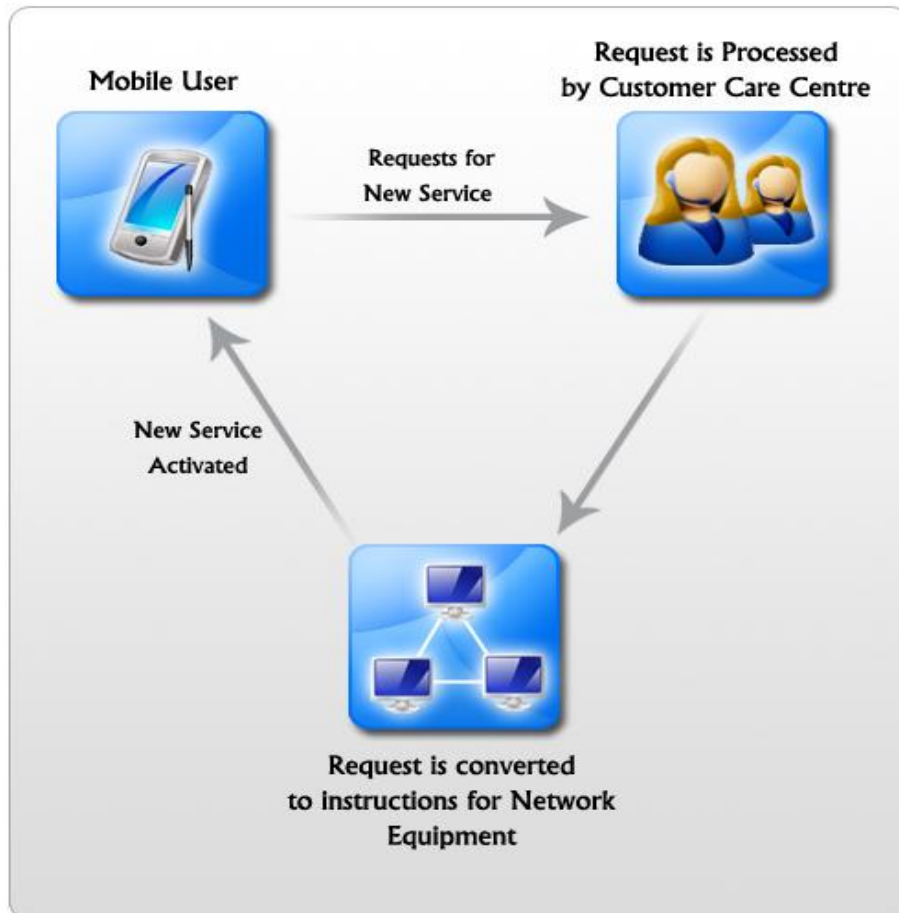 Mobile User
Request is Processed
by Customer Care Centre
Requests for
New Service
New Service
Activated
Request is converted
to instructions for Network
Equipment